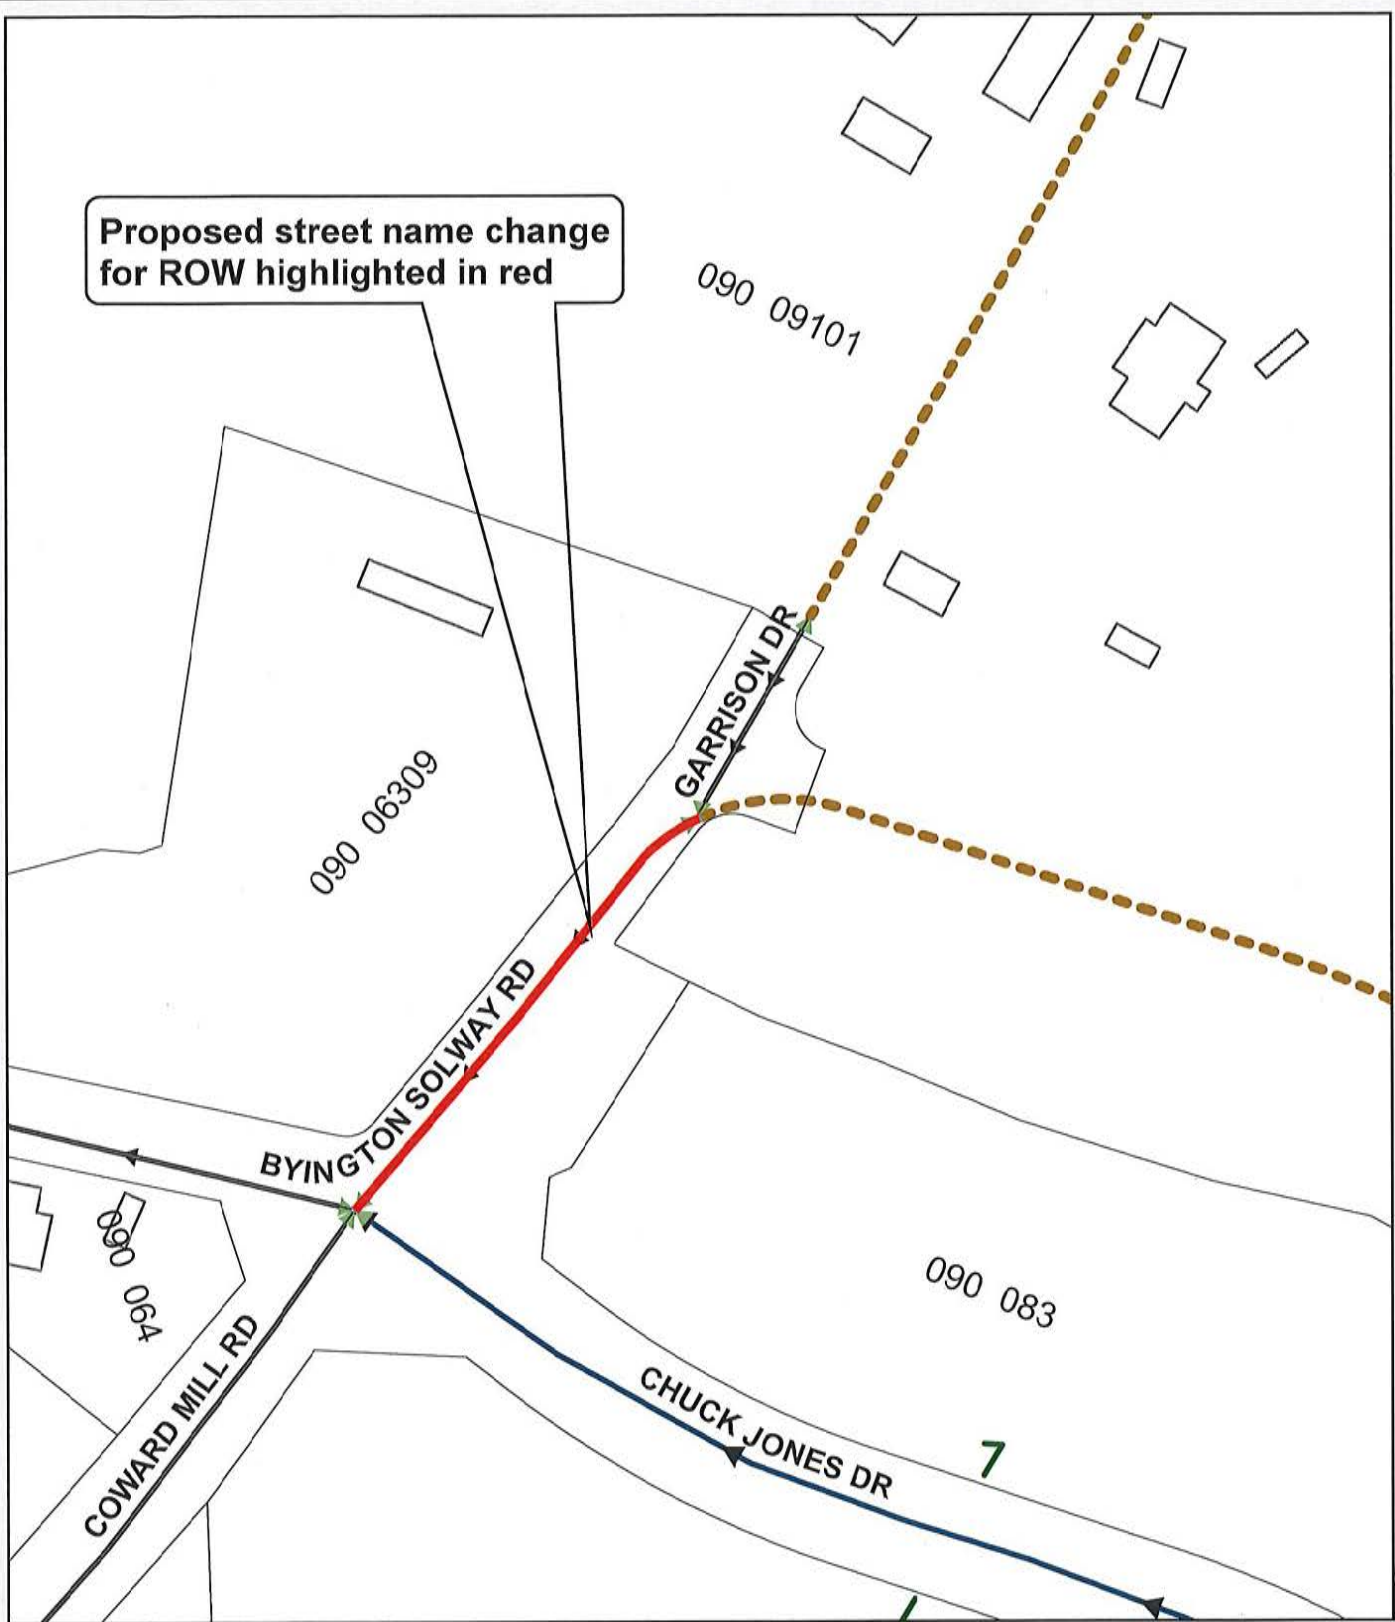 Proposed street name change
for ROW highlighted in red
090 09101
GARRISON DR
090 06309
BYINGTON SOLWAY RD
090 064
090 083
COWARD MILL RD
CHUCK JONES DR
7